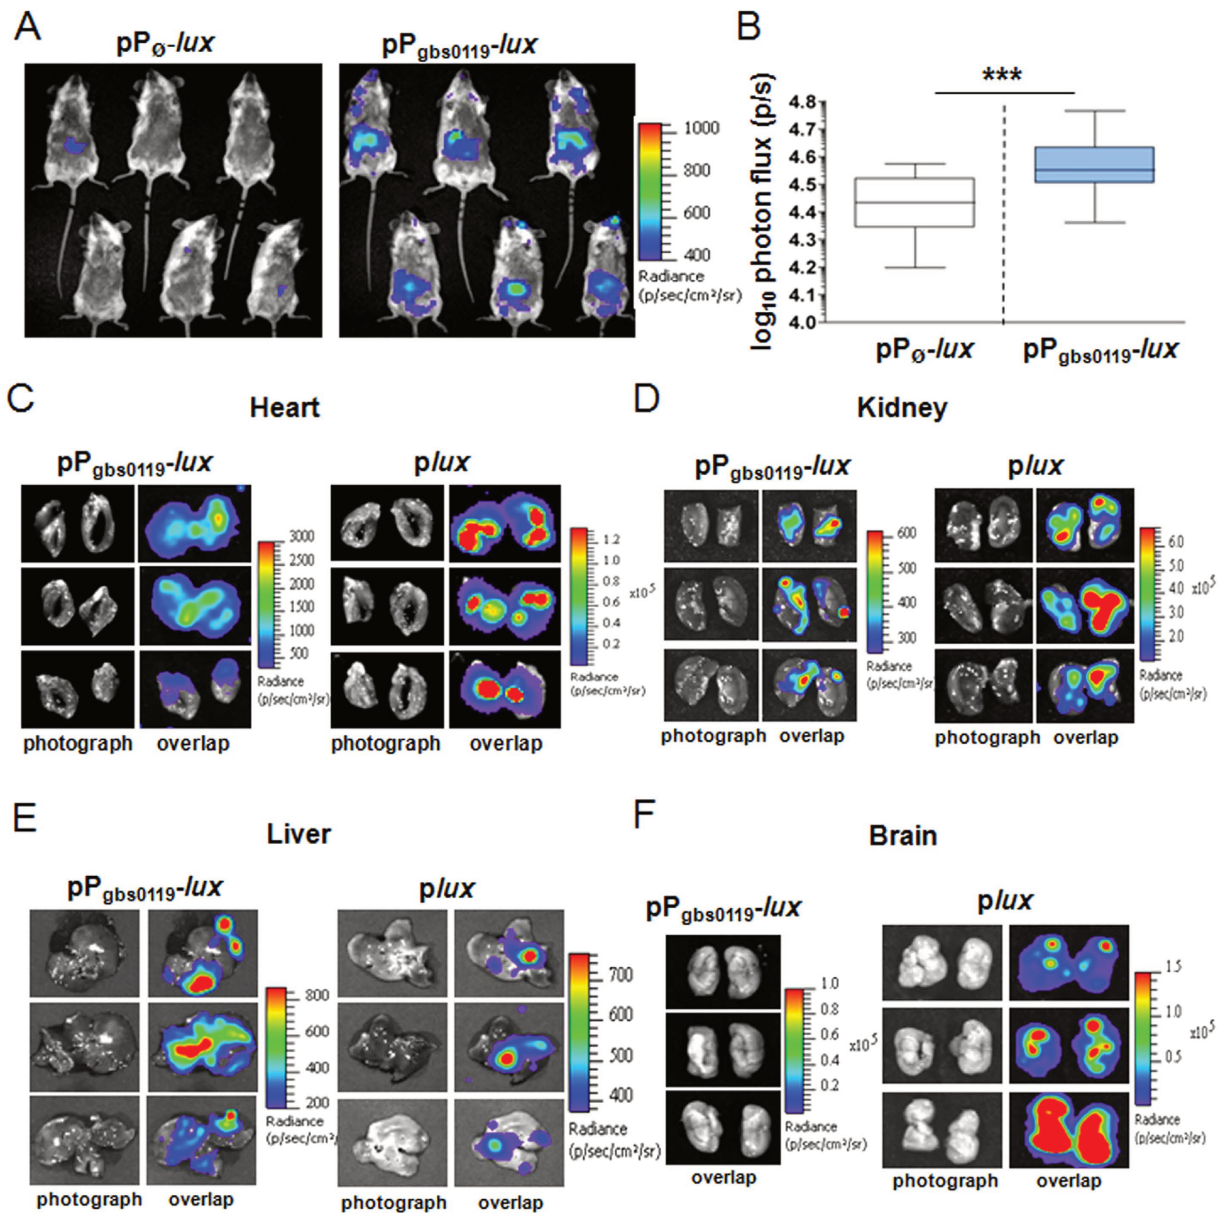 A
pPø-lux
pPgbs0119-lux
1000
800
600
400
Radiance
(p/sec/cm²/sr)
B
***
log10 photon flux (p/s)
4.8
4.7
4.6
4.5
4.4
4.3
4.2
4.1
4.0
pPø-lux
pPgbs0119-lux
C
Heart
pPgbs0119-lux
plux
3000
2500
2000
1500
1000
500
Radiance
(p/sec/cm²/sr)
1.2
1.0
0.8
0.6
0.4
0.2
x10⁵
Radiance
(p/sec/cm²/sr)
photograph
overlap
photograph
overlap
D
Kidney
pPgbs0119-lux
plux
600
500
400
300
Radiance
(p/sec/cm²/sr)
6.0
5.0
4.0
3.0
2.0
x10⁵
Radiance
(p/sec/cm²/sr)
photograph
overlap
photograph
overlap
E
Liver
pPgbs0119-lux
plux
800
600
400
200
Radiance
(p/sec/cm²/
700
600
500
400
Radiance
(p/sec/cm²/sr)
photograph
overlap
photograph
overlap
F
Brain
pPgbs0119-lux
plux
1.0
0.8
0.6
0.4
0.2
x10⁵
Radiance
(p/sec/cm²/sr)
1.5
1.0
0.5
x10⁵
Radiance
(p/sec/cm²/sr)
overlap
photograph
overlap